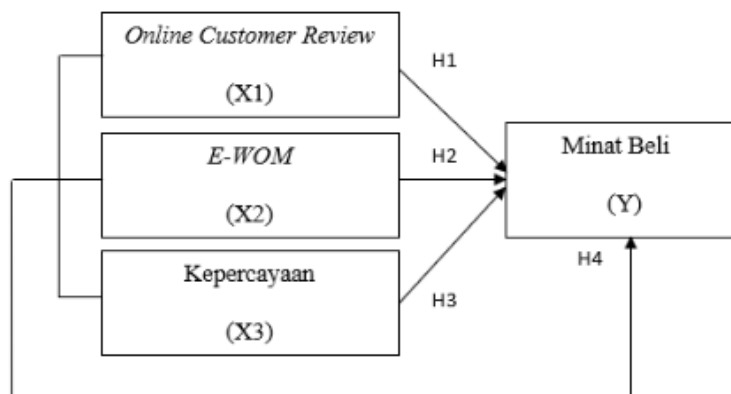 Online Customer Review
(X1)
H1
E-WOM
(X2)
H2
Kepercayaan
(X3)
H3
Minat Beli
(Y)
H4